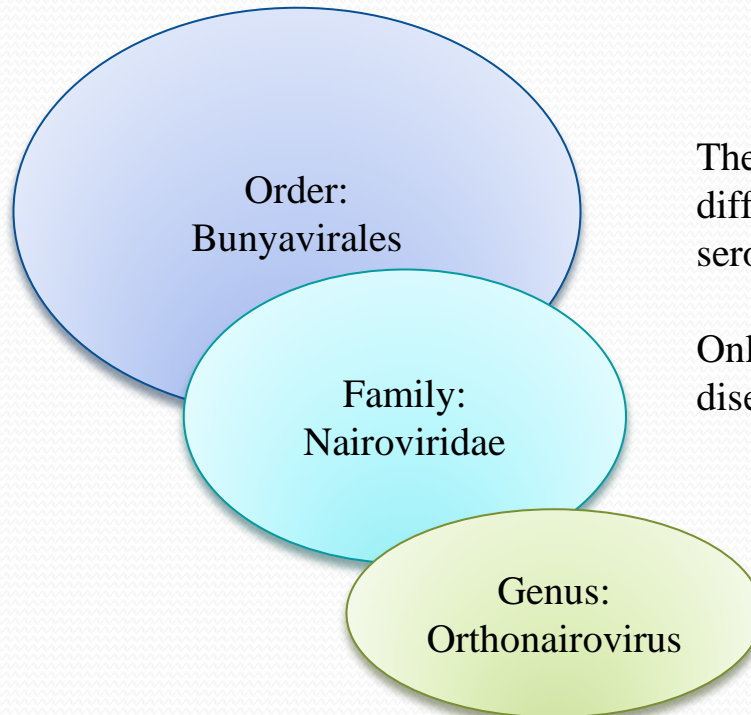 Order:
Bunyavirales
Family:
Nairoviridae
Genus:
Orthonairovirus
The